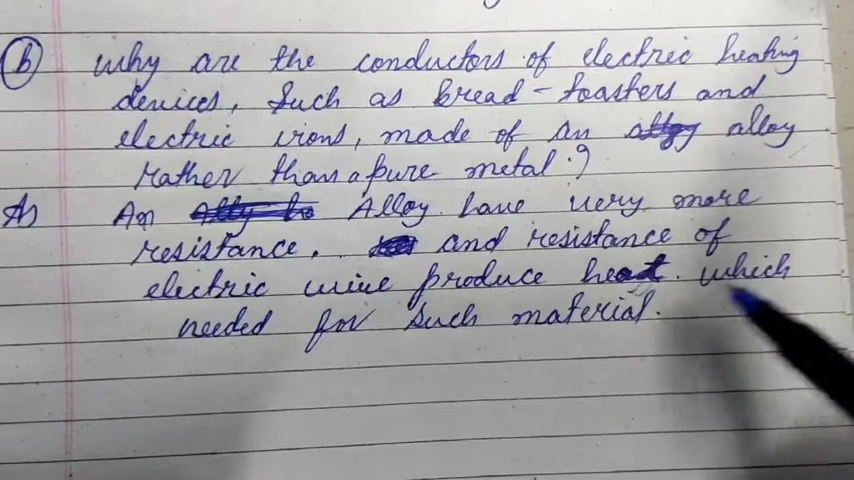 (b) why are the conductors of electric heating
devices, Such as bread-toasters and
electric irons, made of an alloy
rather than a pure metal.?
A) An Alloy. have very more
resistance. and resistance of
electric wire produce heat. which
needed for Such material.